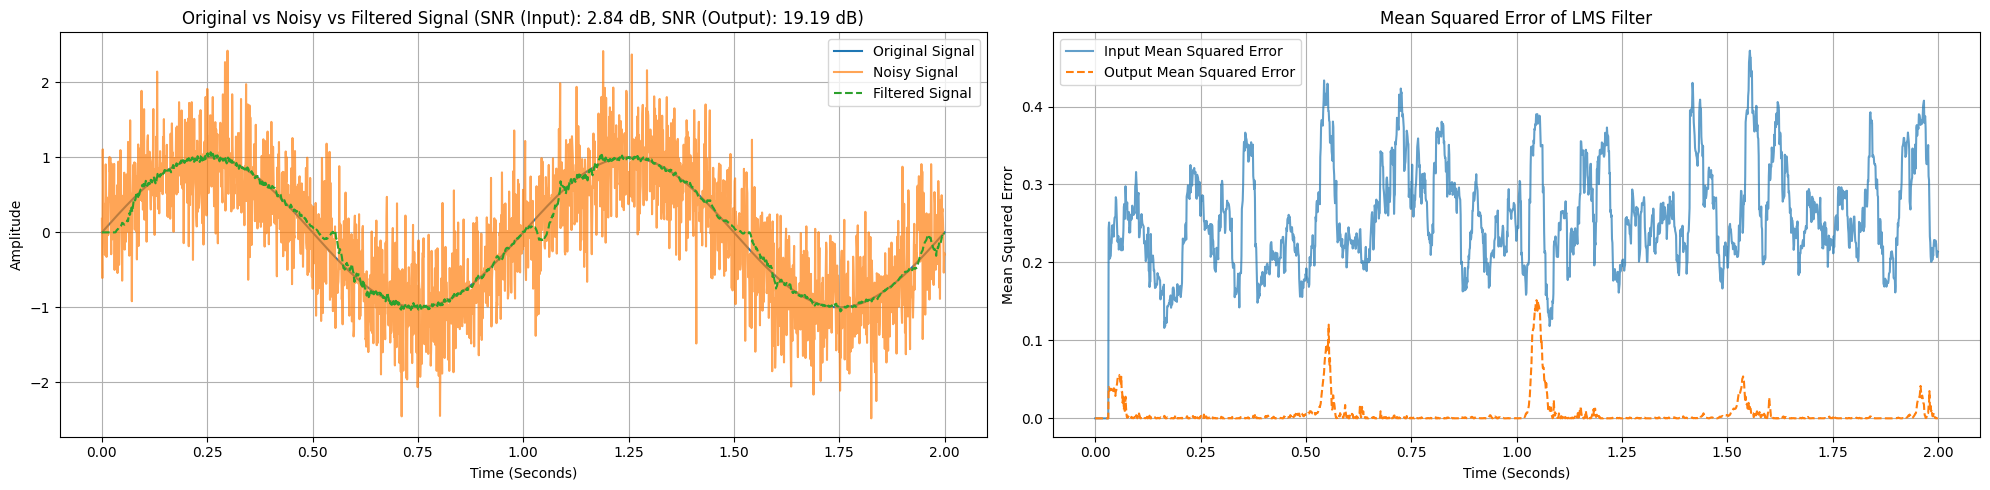 Original vs Noisy vs Filtered Signal (SNR (Input): 2.84 dB, SNR (Output): 19.19 dB)
Original Signal
Noisy Signal
Filtered Signal
Amplitude
2
1
0
−1
−2
0.00 0.25 0.50 0.75 1.00 1.25 1.50 1.75 2.00
Time (Seconds)
Mean Squared Error of LMS Filter
Input Mean Squared Error
Output Mean Squared Error
Mean Squared Error
0.4
0.3
0.2
0.1
0.0
0.00 0.25 0.50 0.75 1.00 1.25 1.50 1.75 2.00
Time (Seconds)